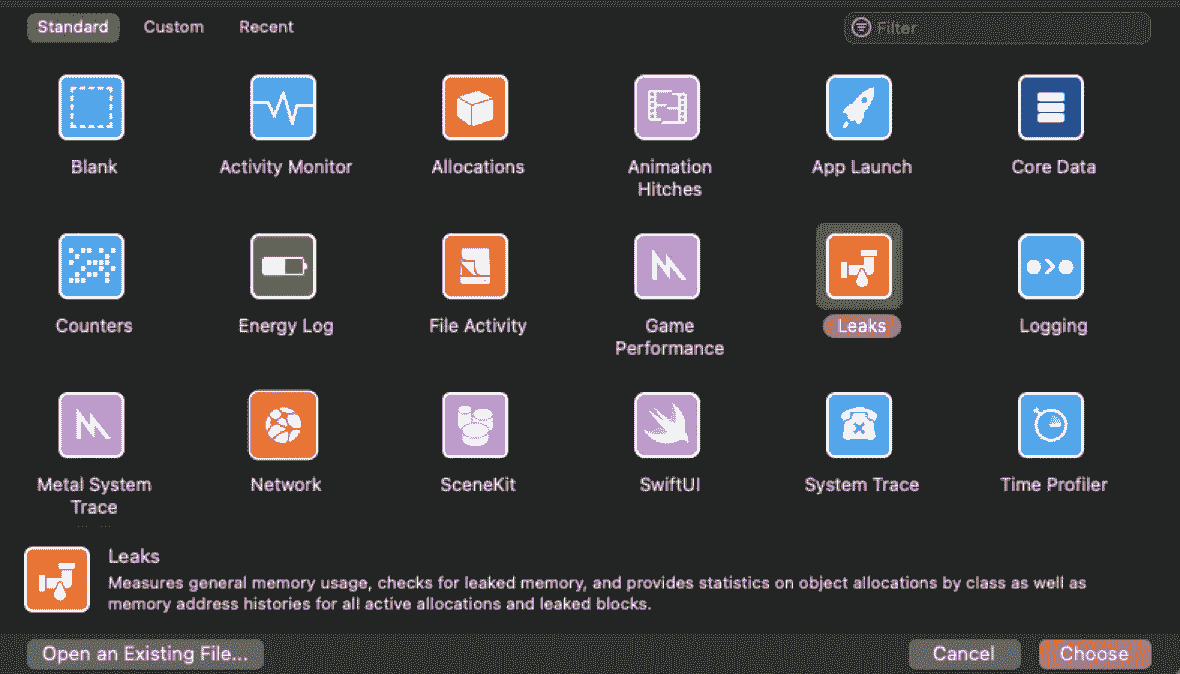 Standard Custom Recent Filter
Blank Activity Monitor Allocations Animation App Launch Core Data
Hitches
Counters Energy Log File Activity Game Leaks Logging
Performance
Metal System Network SceneKit SwiftUI System Trace Time Profiler
Trace
Leaks
Measures general memory usage, checks for leaked memory, and provides statistics on object allocations by class as well as
memory address histories for all active allocations and leaked blocks.
Open an Existing File... Cancel Choose